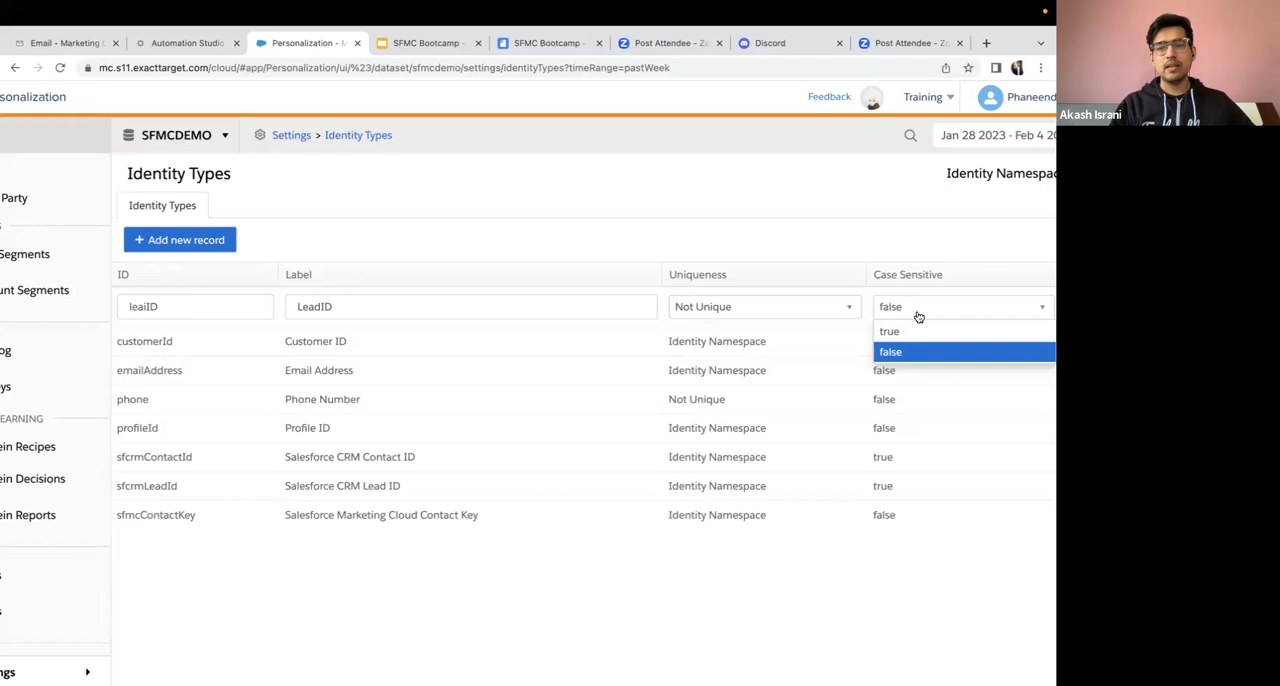 Email - Marketing C
Automation Studio
Personalization - M
SFMC Bootcamp -
SFMC Bootcamp -
Post Attendee - Zo
Discord
Post Attendee - Zo
mc.s11.exacttarget.com/cloud/#app/Personalization/ui/%23/dataset/sfmcdemo/settings/identityTypes?timeRange=pastWeek
sonalization
Feedback
Training
Phaneend
Akash Israni
SFMCDEMO
Settings > Identity Types
Jan 28 2023 - Feb 4 20
Identity Types
Identity Namespac
Identity Types
+ Add new record
ID Label Uniqueness Case Sensitive
leaiID LeadID Not Unique false
true
false
customerId Customer ID Identity Namespace
emailAddress Email Address Identity Namespace false
phone Phone Number Not Unique false
profileId Profile ID Identity Namespace false
sfcrmContactId Salesforce CRM Contact ID Identity Namespace true
sfcrmLeadId Salesforce CRM Lead ID Identity Namespace true
sfmcContactKey Salesforce Marketing Cloud Contact Key Identity Namespace false
Party
s
Segments
unt Segments
og
eys
EARNING
ein Recipes
ein Decisions
ein Reports
s
s
ngs